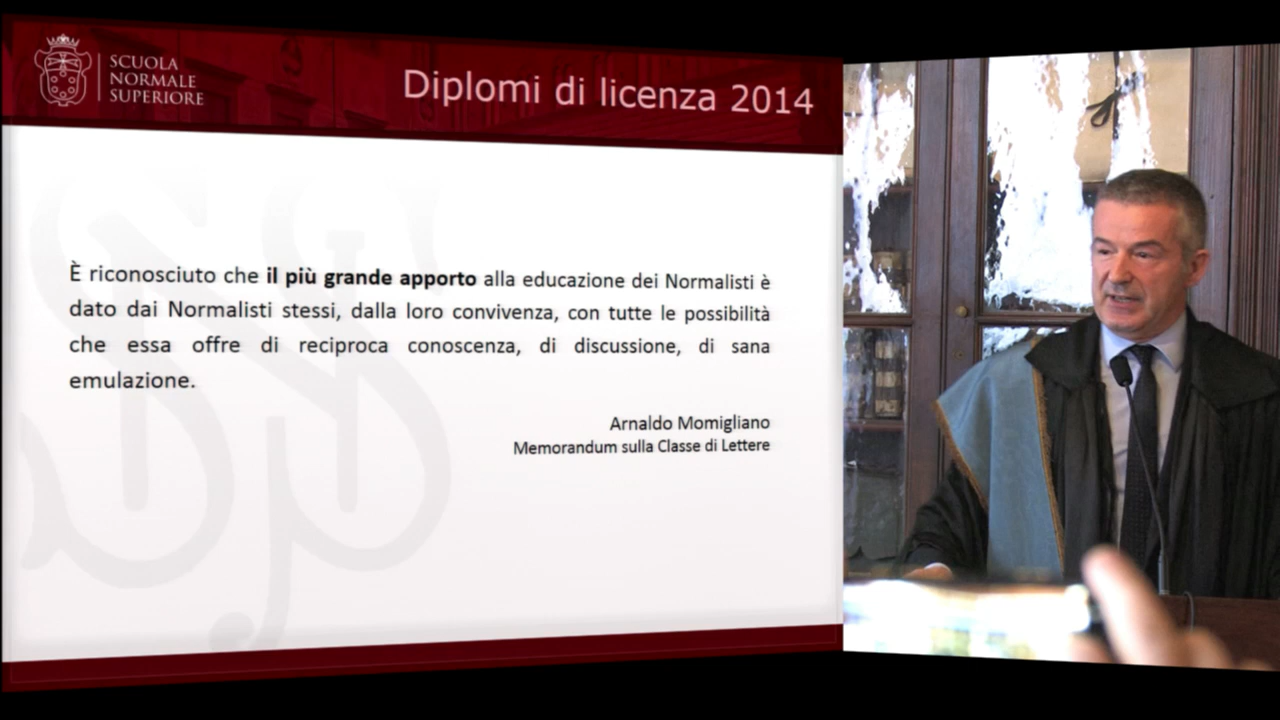 SCUOLA
NORMALE
SUPERIORE
Diplomi di licenza 2014
È riconosciuto che il più grande apporto alla educazione dei Normalisti è
dato dai Normalisti stessi, dalla loro convivenza, con tutte le possibilità
che essa offre di reciproca conoscenza, di discussione, di sana
emulazione.
Arnaldo Momigliano
Memorandum sulla Classe di Lettere